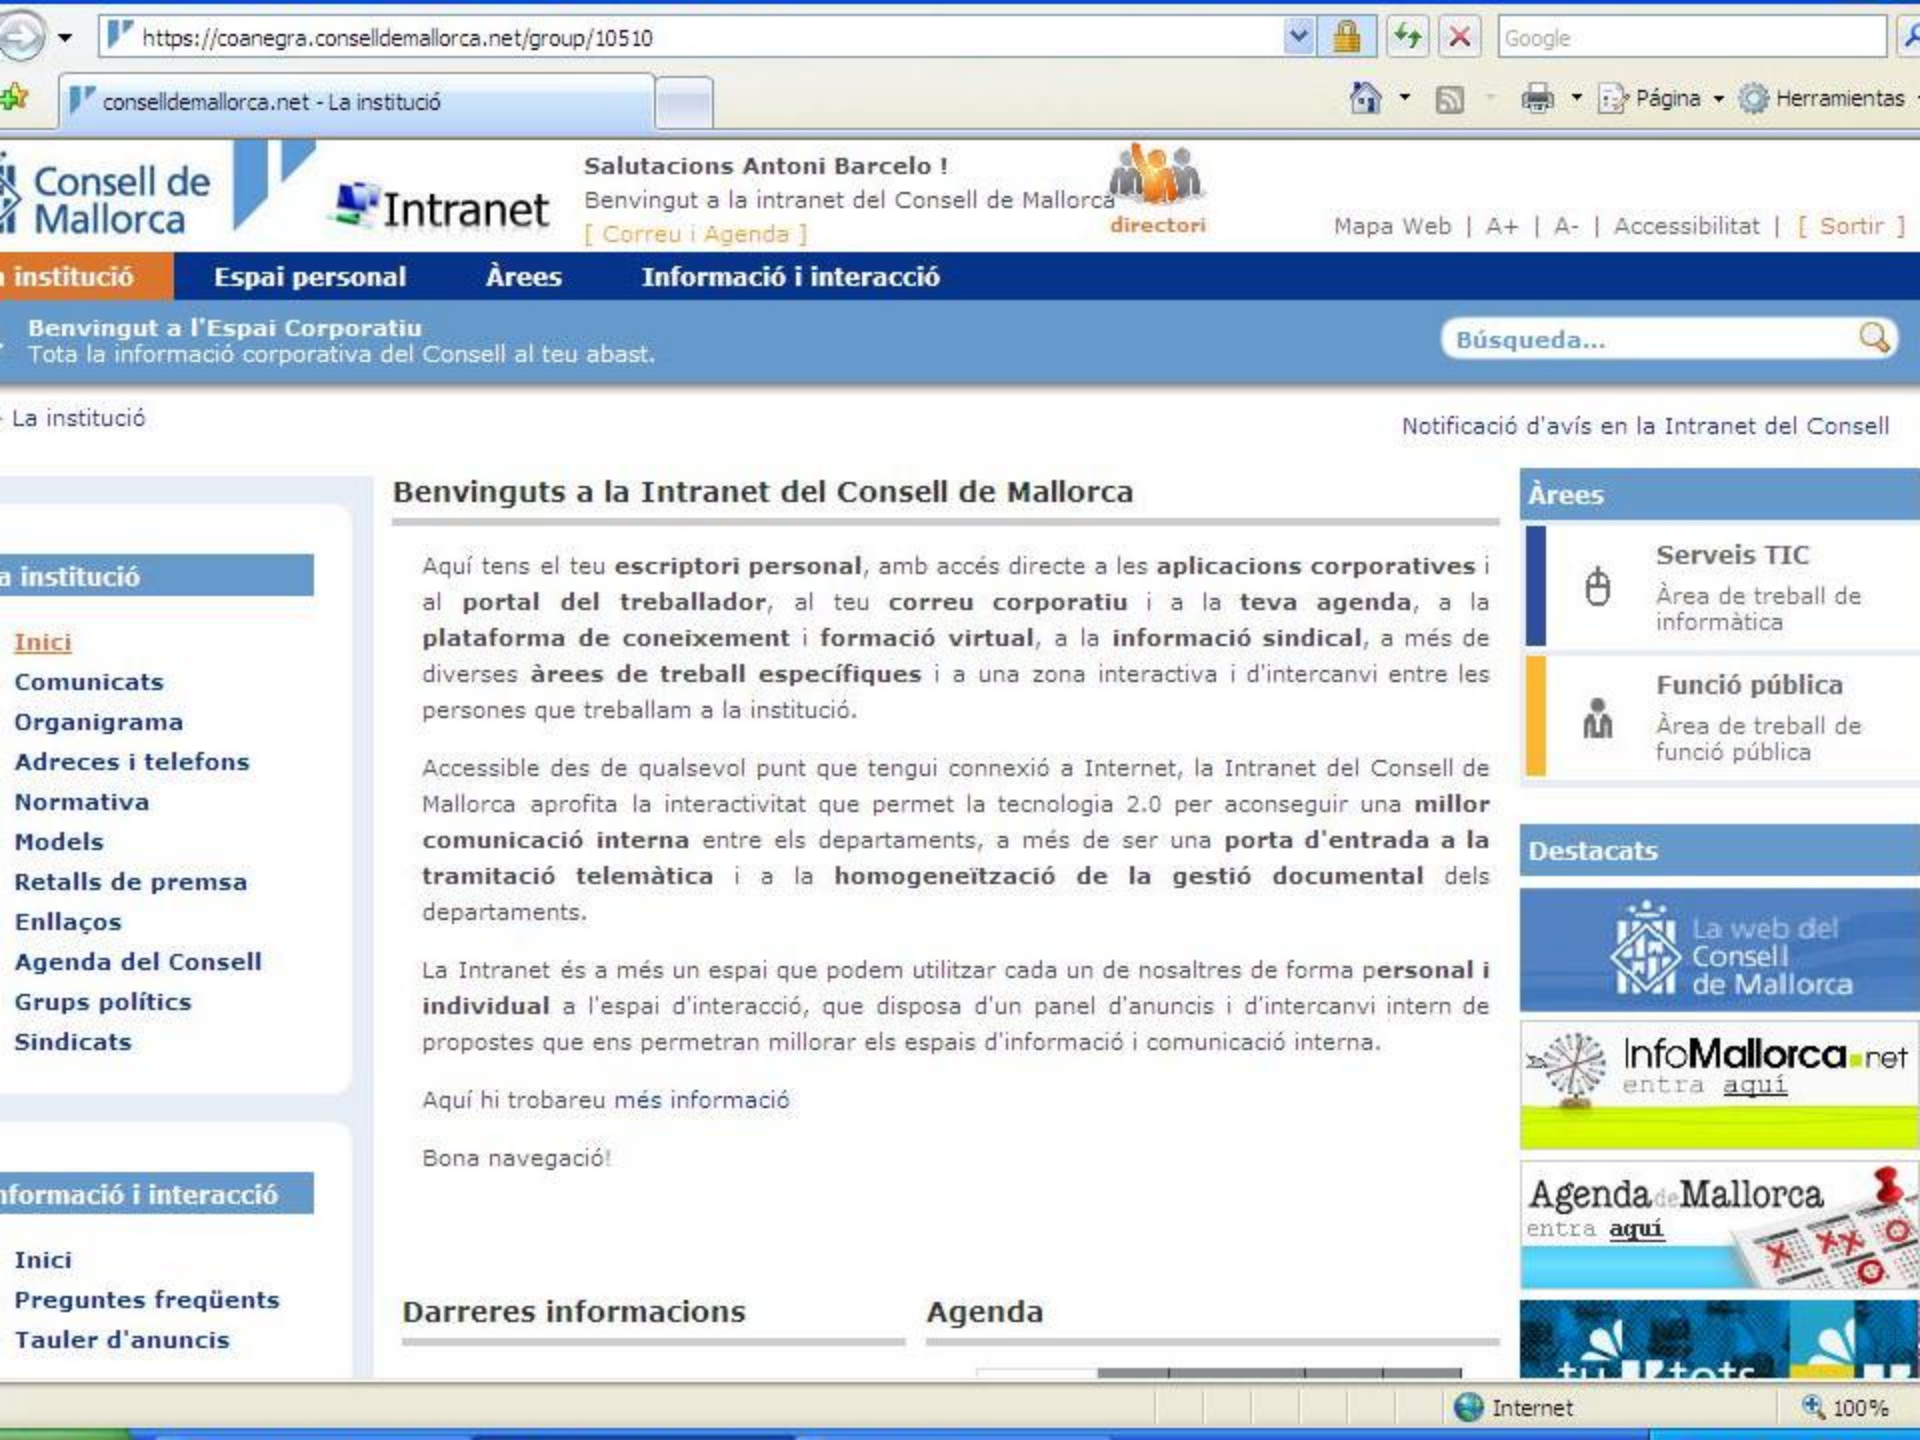 https://coanegra.conselldemallorca.net/group/10510
Google
conselldemallorca.net - La institució
Página
Herramientas
Consell de
Mallorca
Intranet
Salutacions Antoni Barcelo !
Benvingut a la intranet del Consell de Mallorca
[ Correu i Agenda ]
directori
Mapa Web | A+ | A- | Accessibilitat | [ Sortir ]
institució
Espai personal
Àrees
Informació i interacció
Benvingut a l'Espai Corporatiu
Tota la informació corporativa del Consell al teu abast.
Búsqueda...
La institució
Notificació d'avís en la Intranet del Consell
a institució
Inici
Comunicats
Organigrama
Adreces i telefons
Normativa
Models
Retalls de premsa
Enllaços
Agenda del Consell
Grups polítics
Sindicats
nformació i interacció
Inici
Preguntes freqüents
Tauler d'anuncis
Benvinguts a la Intranet del Consell de Mallorca
Aquí tens el teu escriptori personal, amb accés directe a les aplicacions corporatives i
al portal del treballador, al teu correu corporatiu i a la teva agenda, a la
plataforma de coneixement i formació virtual, a la informació sindical, a més de
diverses àrees de treball específiques i a una zona interactiva i d'intercanvi entre les
persones que treballam a la institució.
Accessible des de qualsevol punt que tengui connexió a Internet, la Intranet del Consell de
Mallorca aprofita la interactivitat que permet la tecnologia 2.0 per aconseguir una millor
comunicació interna entre els departaments, a més de ser una porta d'entrada a la
tramitació telemàtica i a la homogeneïtzació de la gestió documental dels
departaments.
La Intranet és a més un espai que podem utilitzar cada un de nosaltres de forma personal i
individual a l'espai d'interacció, que disposa d'un panel d'anuncis i d'intercanvi intern de
propostes que ens permetran millorar els espais d'informació i comunicació interna.
Aquí hi trobareu més informació
Bona navegació!
Darreres informacions
Agenda
Àrees
Serveis TIC
Àrea de treball de
informàtica
Funció pública
Àrea de treball de
funció pública
Destacats
La web del
Consell
de Mallorca
InfoMallorca.net
entra aquí
Agenda de Mallorca
entra aquí
Internet
100%